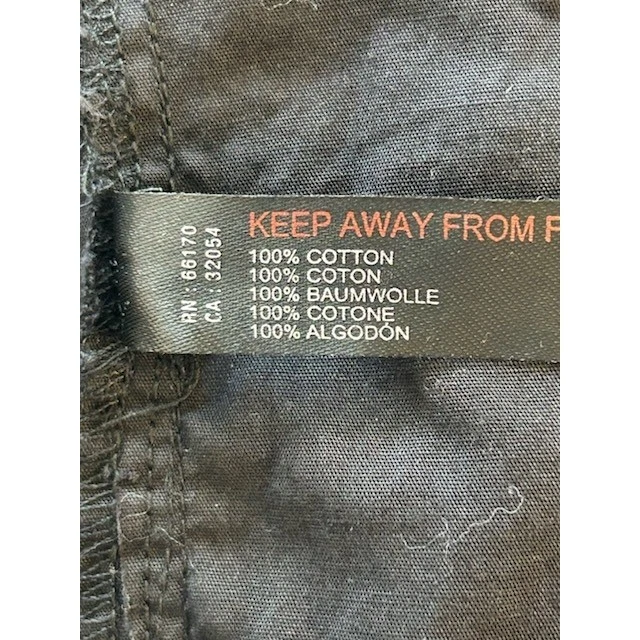 RN : 66170
CA : 32054
KEEP AWAY FROM F
100% COTTON
100% COTON
100% BAUMWOLLE
100% COTONE
100% ALGODÓN